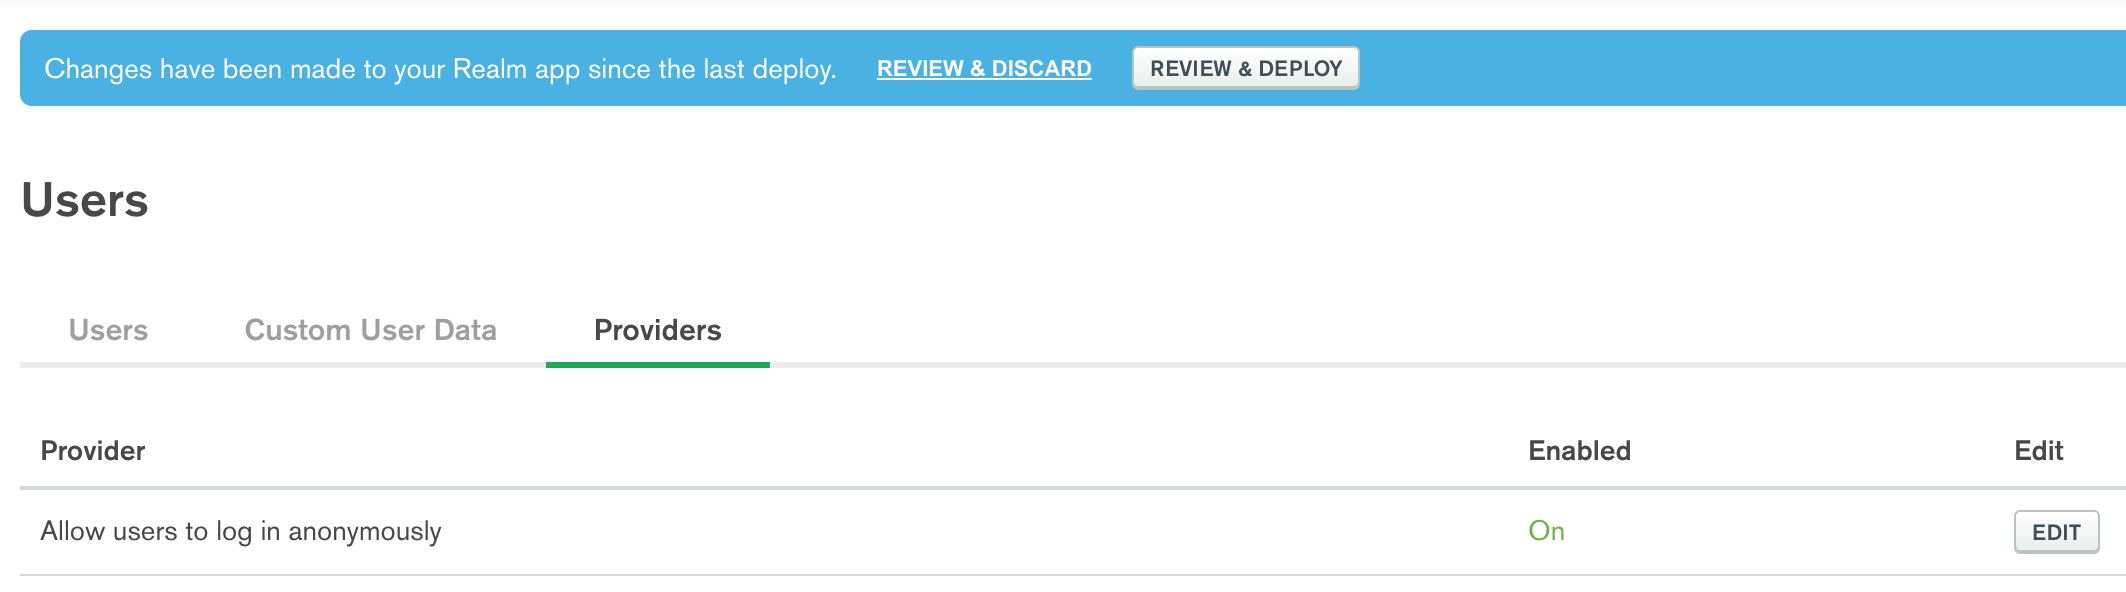 Changes have been made to your Realm app since the last deploy. REVIEW & DISCARD REVIEW & DEPLOY
Users
Users Custom User Data Providers
Provider Enabled Edit
Allow users to log in anonymously On EDIT